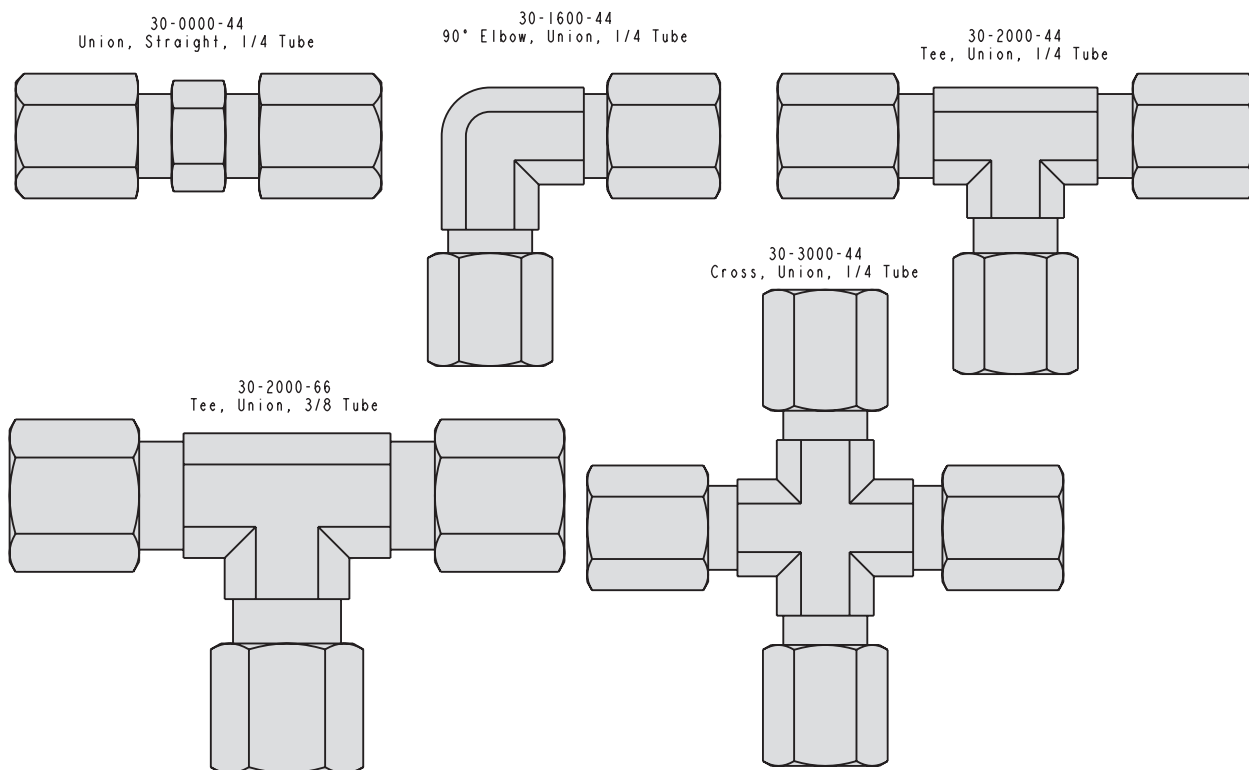 30-0000-44
Union, Straight, 1/4 Tube
30-1600-44
90° Elbow, Union, 1/4 Tube
30-2000-44
Tee, Union, 1/4 Tube
30-3000-44
Cross, Union, 1/4 Tube
30-2000-66
Tee, Union, 3/8 Tube